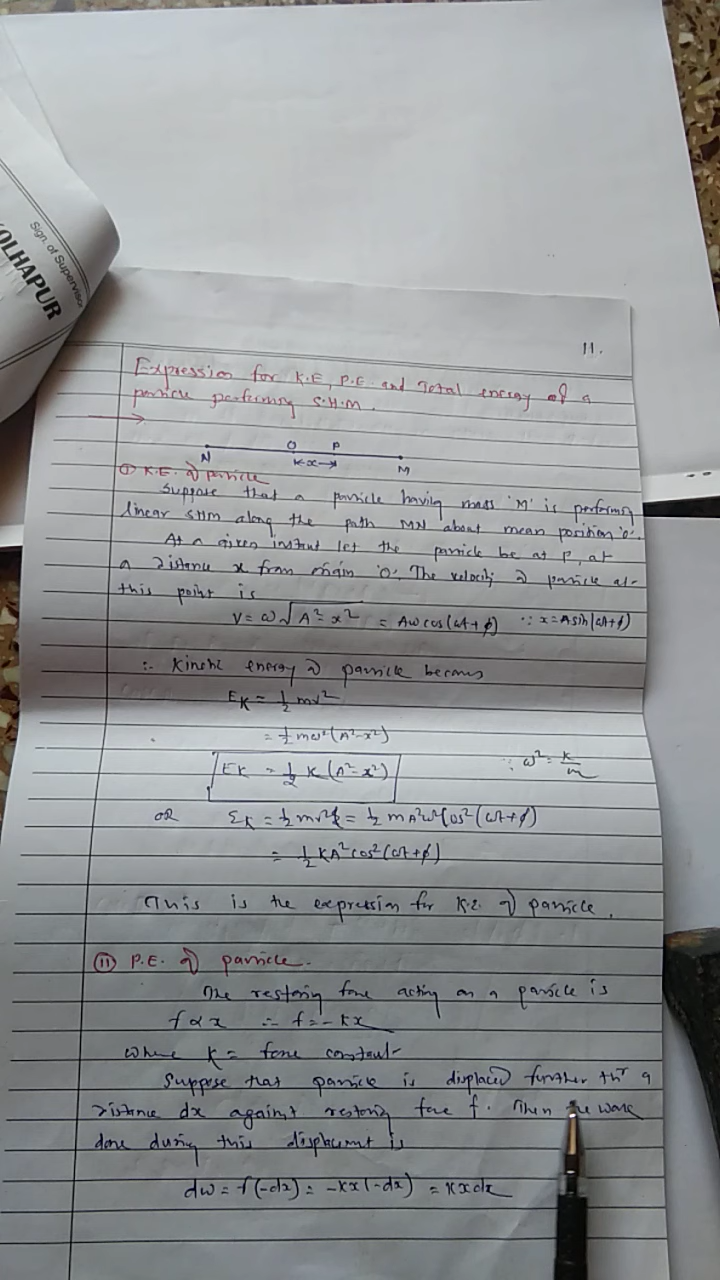 Sign. of Supervisor
OLHAPUR
11.
Expression for K.E, P.E. and Total energy of a
particle performing S.H.M.
N O P M
x
① K.E. of particle
Suppose that a particle having mass 'M' is performing
linear SHM along the path MN about mean position 'o'.
At a given instant let the particle be at P, at
a distance x from origin 'O'. The velocity of particle at
this point is
V = ω√A²-x² = Aω cos(ωt+φ) ∵ x = A sin(ωt+φ)
∴ Kinetic energy of particle becomes
EK = ½ mv²
= ½ mω²(A²-x²)
EK = ½ K (A²-x²) ∵ ω² = K/m
OR EK = ½ mv² = ½ m A²ω² cos²(ωt+φ)
= ½ KA² cos²(ωt+φ)
This is the expression for K.E. of particle.
⑪ P.E. of particle.
The restoring force acting on a particle is
f ∝ x ∴ f = -Kx
where K = force constant
Suppose that particle is displaced further thr a
distance dx against restoring force f. Then the work
done during this displacement is
dw = f(-dx) = -Kx(-dx) = Kxdx